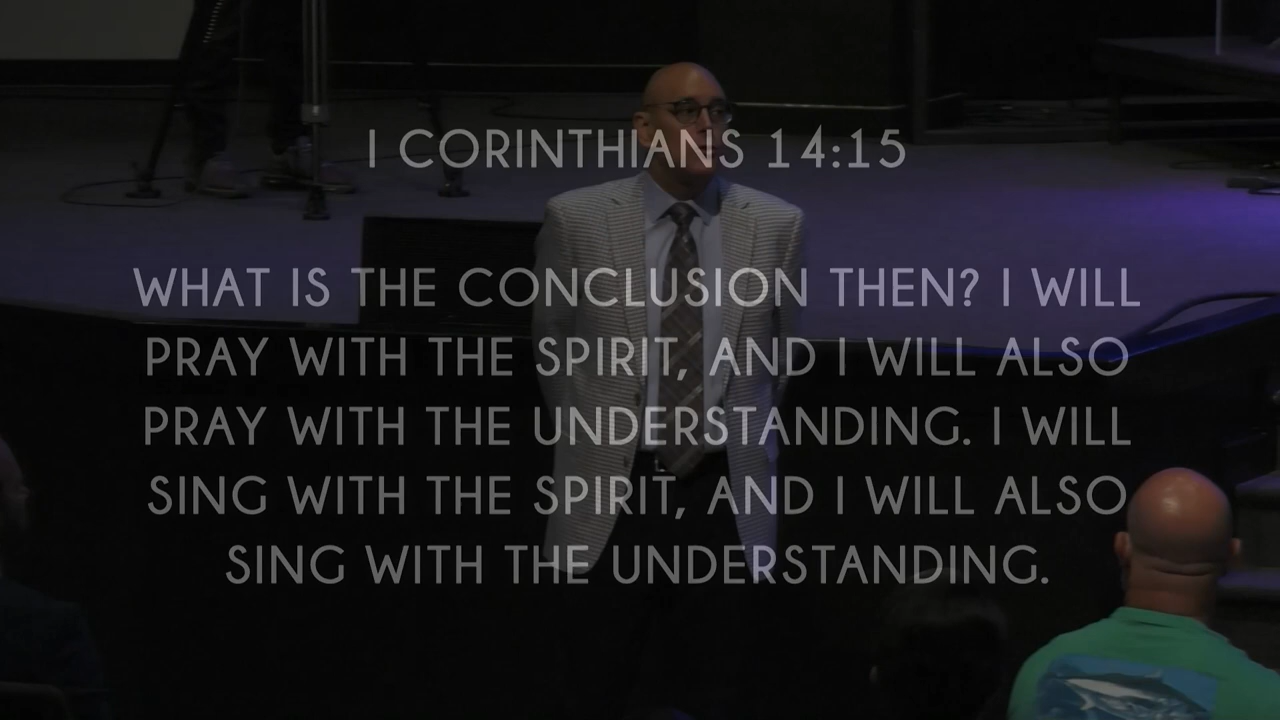 I CORINTHIANS 14:15
WHAT IS THE CONCLUSION THEN? I WILL
PRAY WITH THE SPIRIT, AND I WILL ALSO
PRAY WITH THE UNDERSTANDING. I WILL
SING WITH THE SPIRIT, AND I WILL ALSO
SING WITH THE UNDERSTANDING.